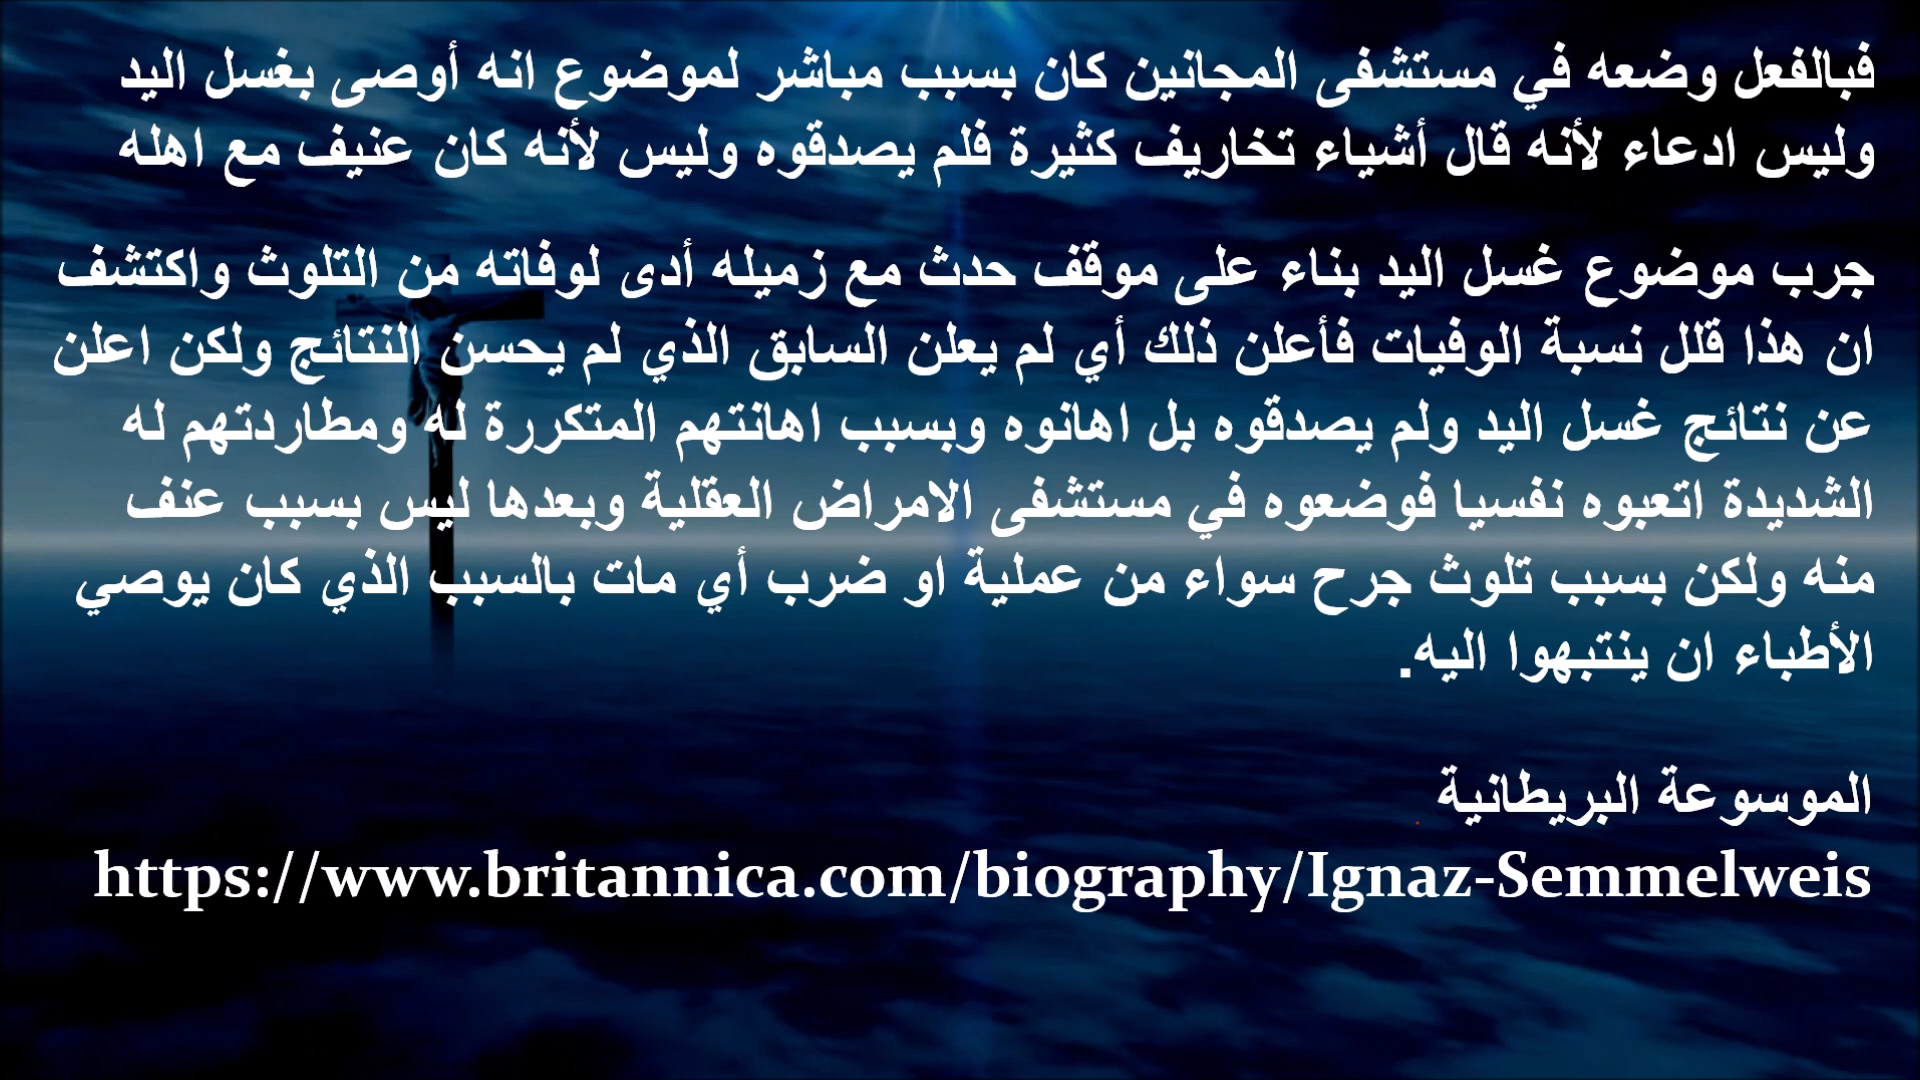 فبالفعل وضعه في مستشفى المجانين كان بسبب مباشر لموضوع انه أوصى بغسل اليد
وليس ادعاء لأنه قال أشياء تخاريف كثيرة فلم يصدقوه وليس لأنه كان عنيف مع اهله
جرب موضوع غسل اليد بناء على موقف حدث مع زميله أدى لوفاته من التلوث واكتشف
ان هذا قلل نسبة الوفيات فأعلن ذلك أي لم يعلن السابق الذي لم يحسن النتائج ولكن اعلن
عن نتائج غسل اليد ولم يصدقوه بل اهانوه وبسبب اهانتهم المتكررة له ومطاردتهم له
الشديدة اتعبوه نفسيا فوضعوه في مستشفى الامراض العقلية وبعدها ليس بسبب عنف
منه ولكن بسبب تلوث جرح سواء من عملية او ضرب أي مات بالسبب الذي كان يوصي
الأطباء ان ينتبهوا اليه.
الموسوعة البريطانية
https://www.britannica.com/biography/Ignaz-Semmelweis